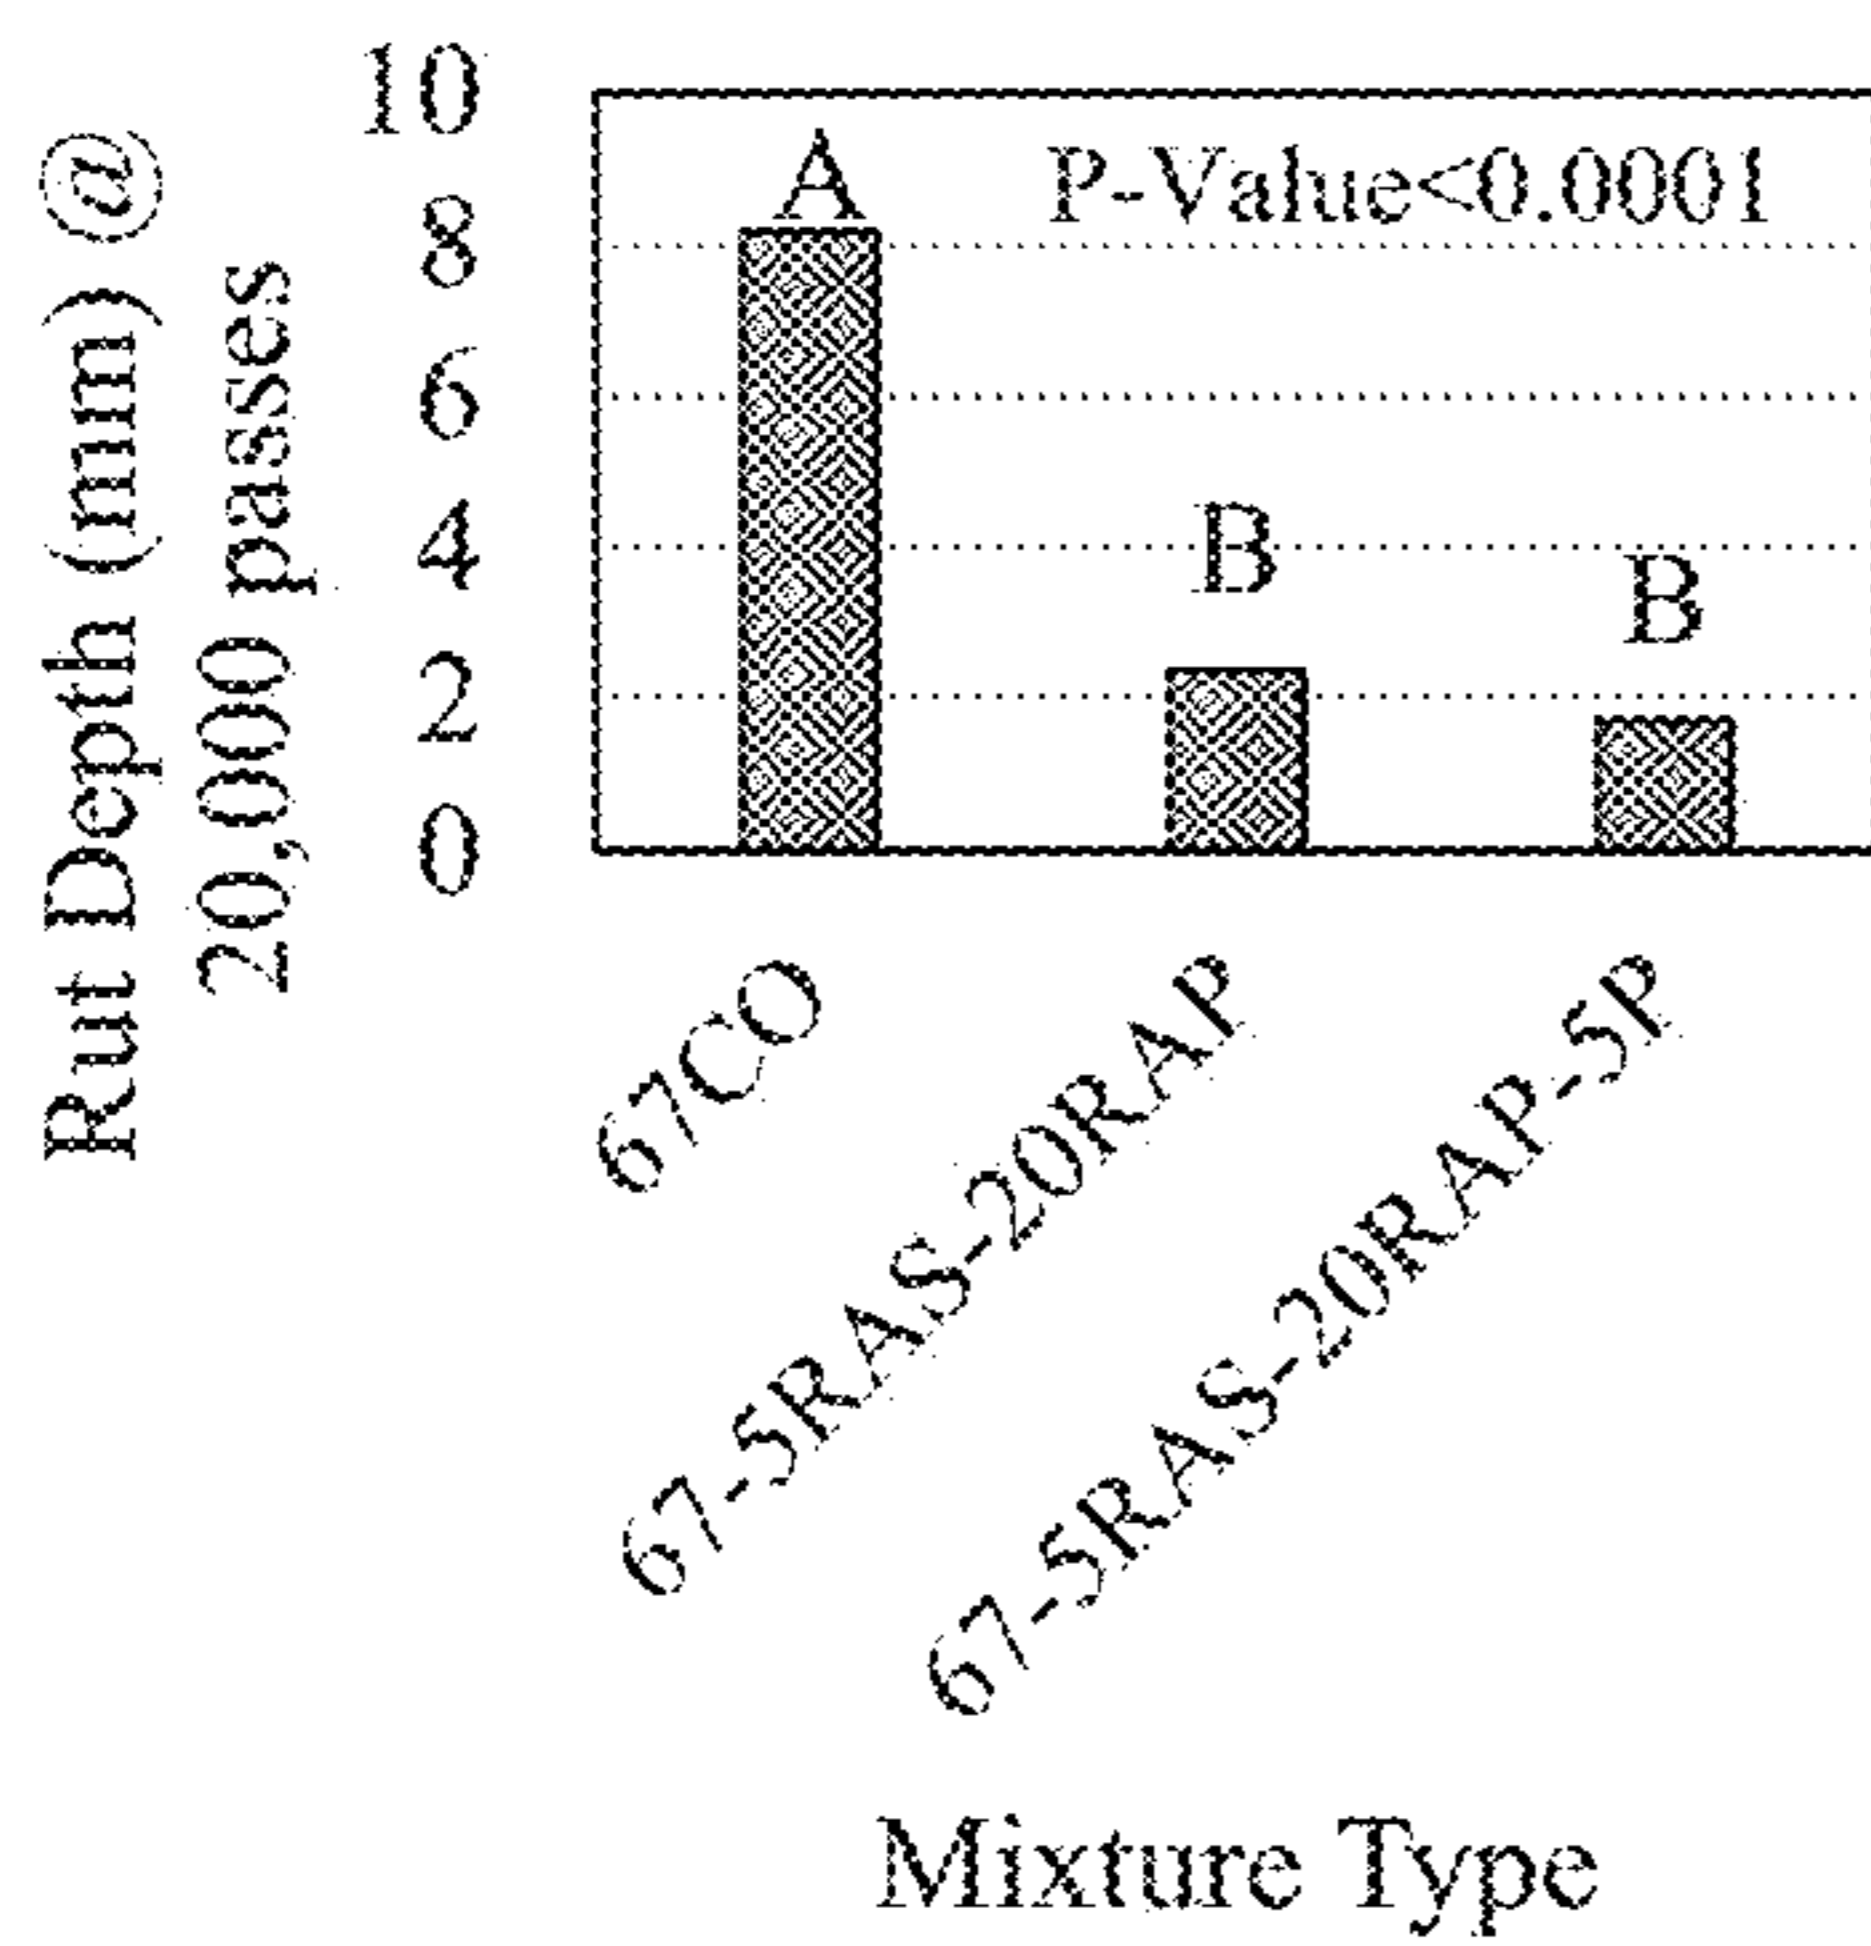 Rut Depth (mm) @
20,000 passes
10
8
6
4
2
0
A
P-Value<0.0001
B
B
67CO
67-5RAS-20RAP
67-5RAS-20RAP-5P
Mixture Type